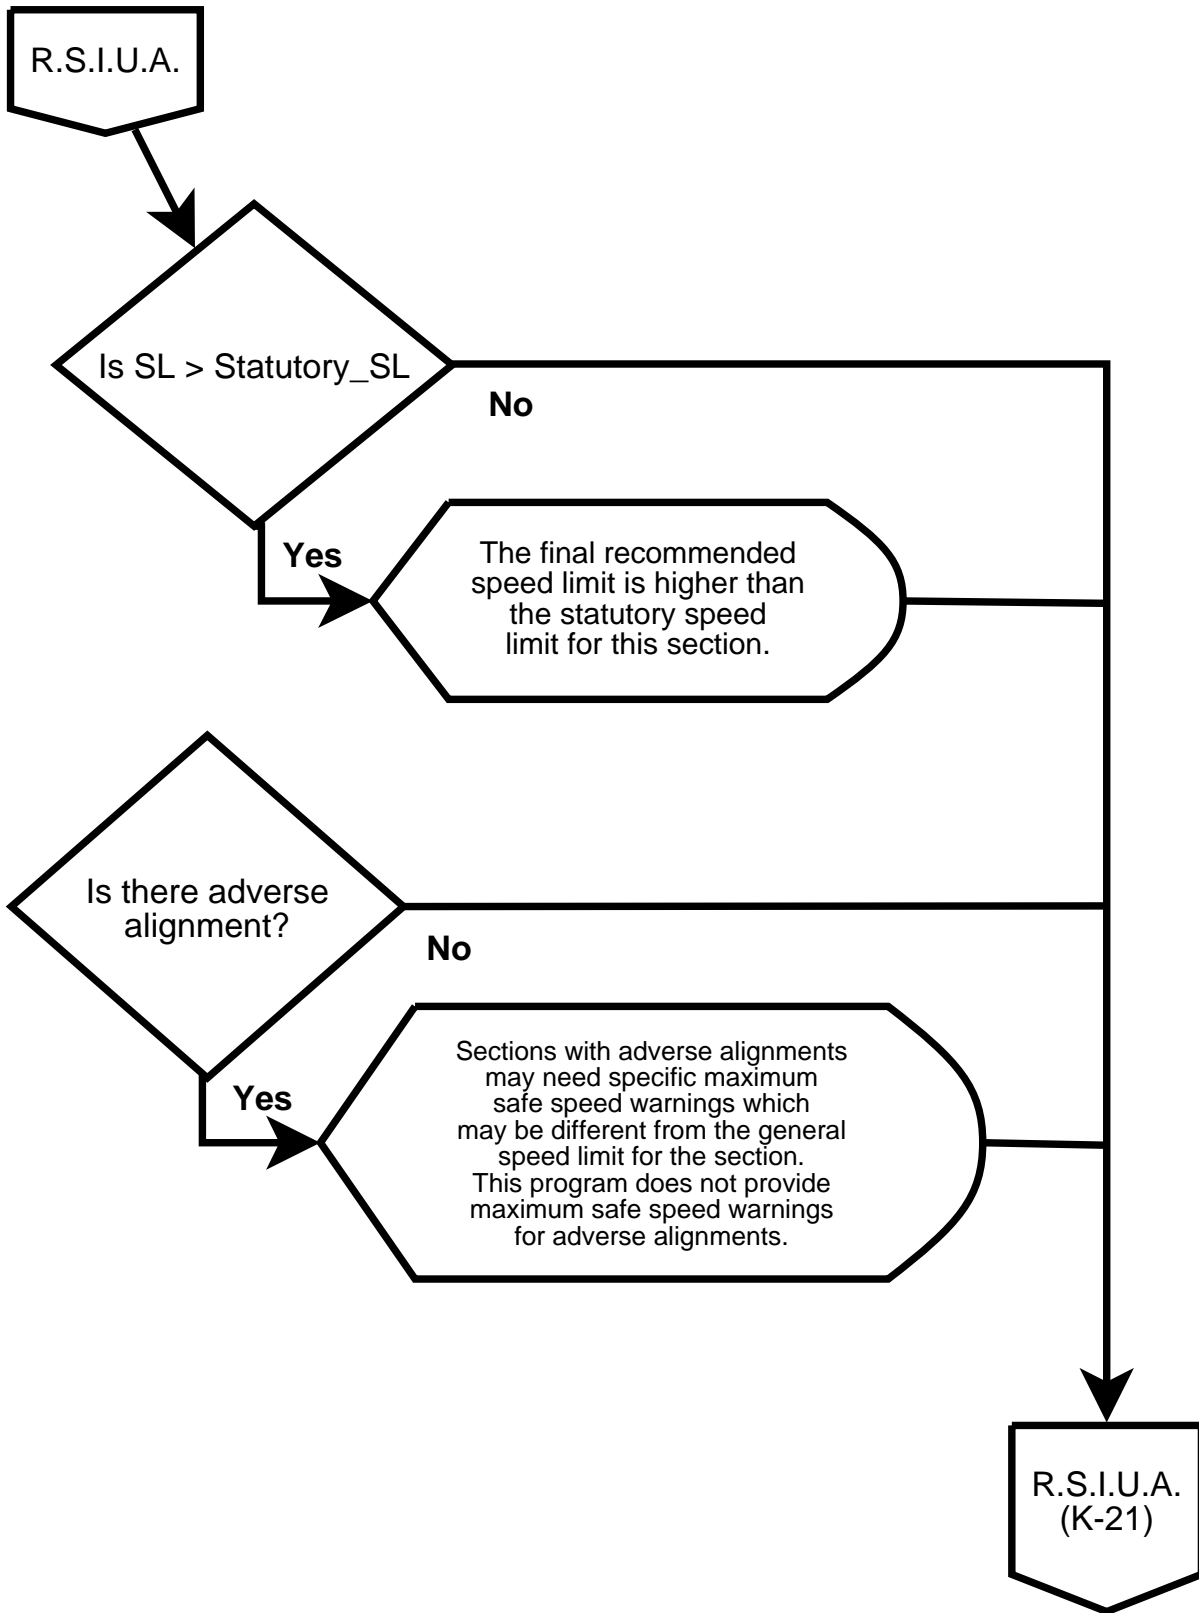 R.S.I.U.A.
Is SL > Statutory_SL
No
Yes
The final recommended
speed limit is higher than
the statutory speed
limit for this section.
Is there adverse
alignment?
No
Yes
Sections with adverse alignments
may need specific maximum
safe speed warnings which
may be different from the general
speed limit for the section.
This program does not provide
maximum safe speed warnings
for adverse alignments.
R.S.I.U.A.
(K-21)